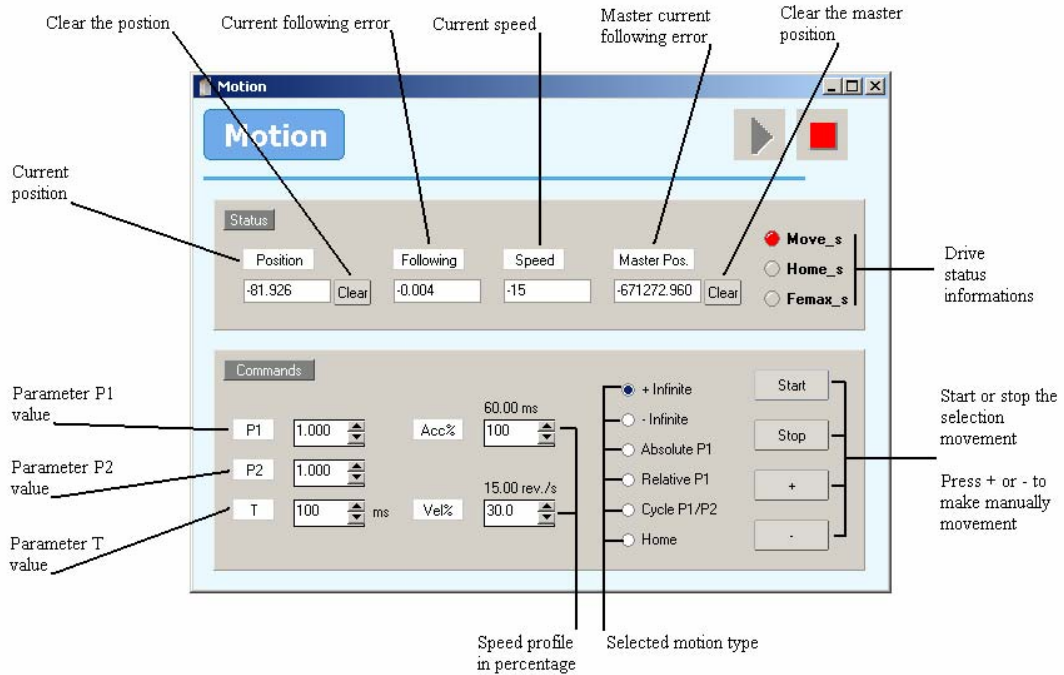 Clear the postion
Current following error
Current speed
Master current
following error
Clear the master
position
Motion
Motion
Current
position
Status
Position
Following
Speed
Master Pos.
-81.926
Clear
-0.004
-15
-671272.960
Clear
Move_s
Home_s
Femax_s
Drive
status
informations
Commands
Parameter P1
value
Parameter P2
value
Parameter T
value
P1
1.000
P2
1.000
T
100
ms
60.00 ms
Acc%
100
15.00 rev./s
Vel%
30.0
+ Infinite
- Infinite
Absolute P1
Relative P1
Cycle P1/P2
Home
Start
Stop
+
-
Start or stop the
selection
movement
Press + or - to
make manually
movement
Speed profile
in percentage
Selected motion type